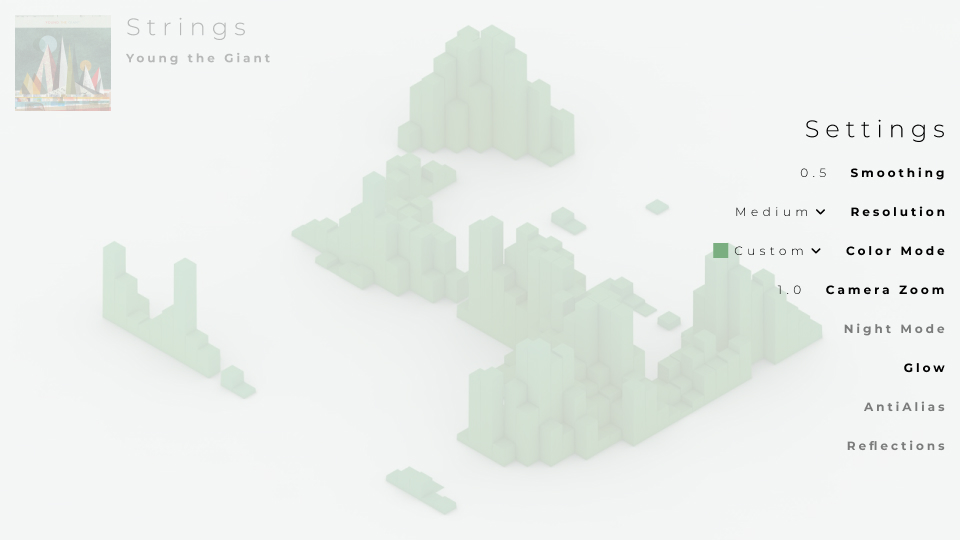 Strings
Young the Giant
Settings
0.5 Smoothing
Medium Resolution
Custom Color Mode
1.0 Camera Zoom
Night Mode
Glow
AntiAlias
Reflections